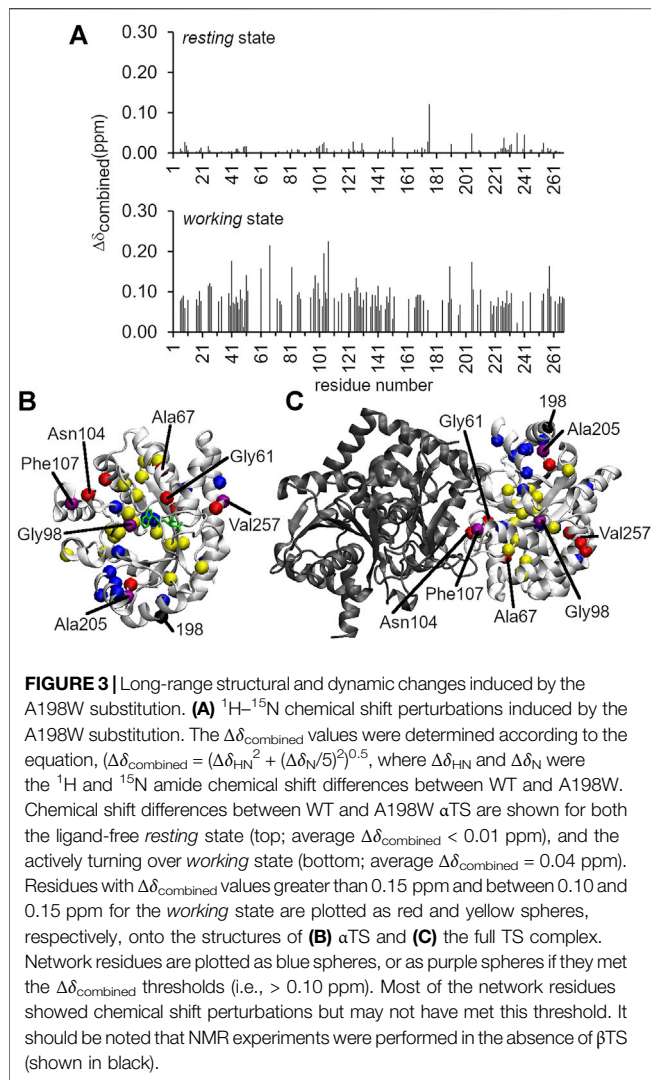 A
resting state
0.30
0.20
0.10
0.00
1 21 41 61 81 101 121 141 161 181 201 221 241 261
Δδcombined(ppm)
working state
0.30
0.20
0.10
0.00
1 21 41 61 81 101 121 141 161 181 201 221 241 261
residue number
B
Ala67
Asn104
Gly61
Phe107
Gly98
Val257
Ala205
198
C
198
Gly61
Ala205
Val257
Phe107
Asn104
Ala67
Gly98
FIGURE 3 | Long-range structural and dynamic changes induced by the
A198W substitution. (A) ¹H–¹⁵N chemical shift perturbations induced by the
A198W substitution. The Δδcombined values were determined according to the
equation, (Δδcombined = (ΔδHN² + (ΔδN/5)²)⁰·⁵, where ΔδHN and ΔδN were
the ¹H and ¹⁵N amide chemical shift differences between WT and A198W.
Chemical shift differences between WT and A198W αTS are shown for both
the ligand-free resting state (top; average Δδcombined < 0.01 ppm), and the
actively turning over working state (bottom; average Δδcombined = 0.04 ppm).
Residues with Δδcombined values greater than 0.15 ppm and between 0.10 and
0.15 ppm for the working state are plotted as red and yellow spheres,
respectively, onto the structures of (B) αTS and (C) the full TS complex.
Network residues are plotted as blue spheres, or as purple spheres if they met
the Δδcombined thresholds (i.e., > 0.10 ppm). Most of the network residues
showed chemical shift perturbations but may not have met this threshold. It
should be noted that NMR experiments were performed in the absence of βTS
(shown in black).